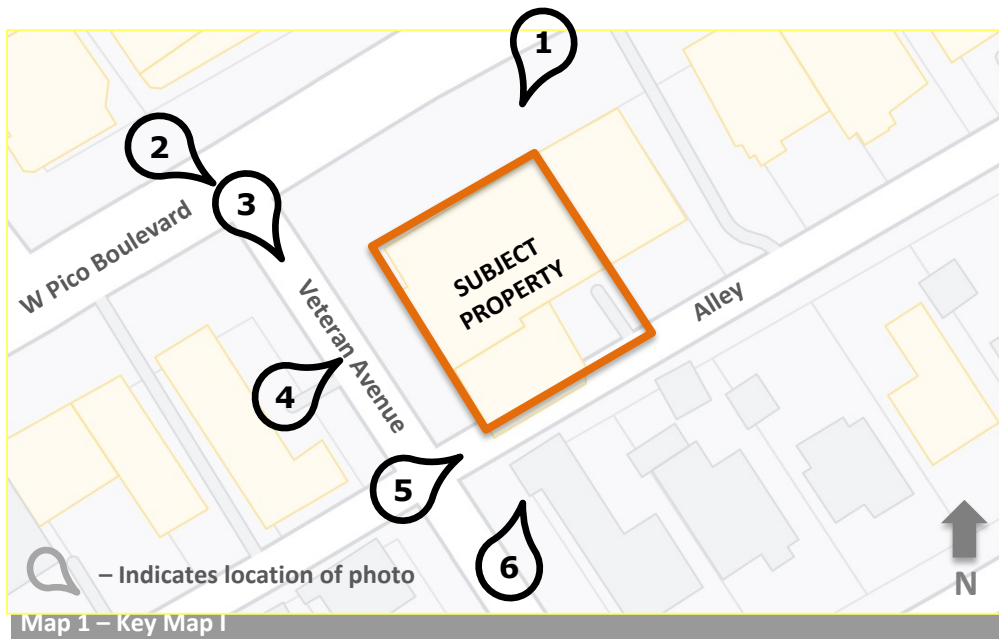 1
2
3
W Pico Boulevard
SUBJECT
PROPERTY
Alley
Veteran Avenue
4
5
6
N
– Indicates location of photo
Map 1 – Key Map I